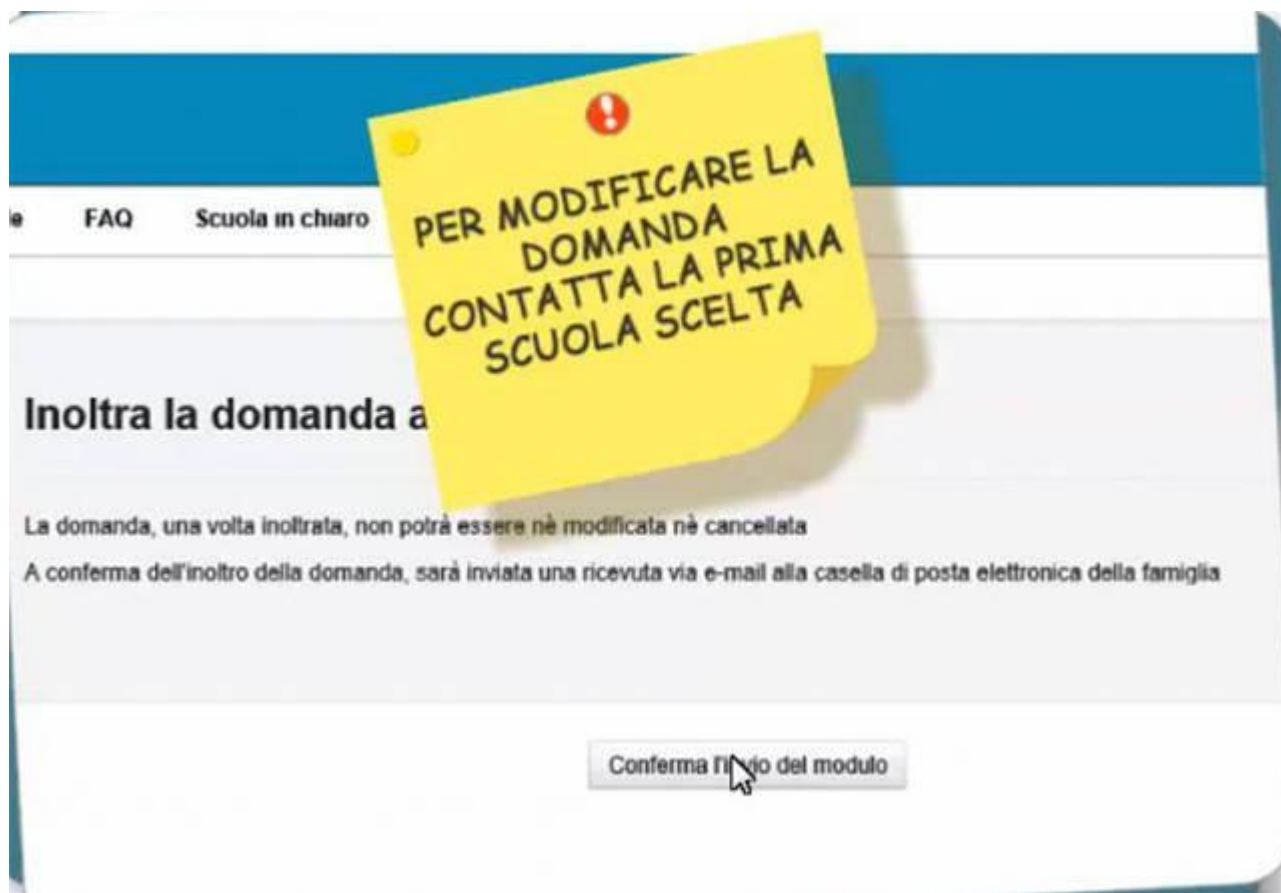 FAQ Scuola in chiaro
PER MODIFICARE LA
DOMANDA
CONTATTA LA PRIMA
SCUOLA SCELTA
Inoltra la domanda a
La domanda, una volta inoltrata, non potrà essere nè modificata nè cancellata
A conferma dell'inoltro della domanda, sarà inviata una ricevuta via e-mail alla casella di posta elettronica della famiglia
Conferma l'invio del modulo